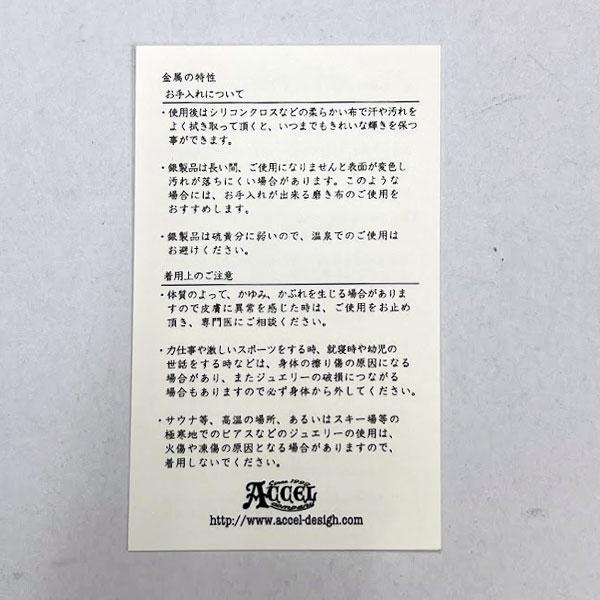 金属の特性
お手入れについて
・使用後はシリコンクロスなどの柔らかい布で汗や汚れを
よく拭き取って頂くと、いつまでもきれいな輝きを保つ
事ができます。
・銀製品は長い間、ご使用になりませんと表面が変色し
汚れが落ちにくい場合があります。このような
場合には、お手入れが出来る磨き布のご使用を
おすすめします。
・銀製品は硫黄分に弱いので、温泉でのご使用は
お避けください。
着用上のご注意
・体質のよって、かゆみ、かぶれを生じる場合がありま
すので皮膚に異常を感じた時は、ご使用をお止め
頂き、専門医にご相談ください。
・力仕事や激しいスポーツをする時、就寝時や幼児の
世話をする時などは、身体の擦り傷の原因になる
場合があり、またジュエリーの破損につながる
場合もありますので必ず身体から外してください。
・サウナ等、高温の場所、あるいはスキー場等の
極寒地でのピアスなどのジュエリーの使用は、
火傷や凍傷の原因となる場合がありますので、
着用しないでください。
ACCEL
company
http://www.accel-desigh.com